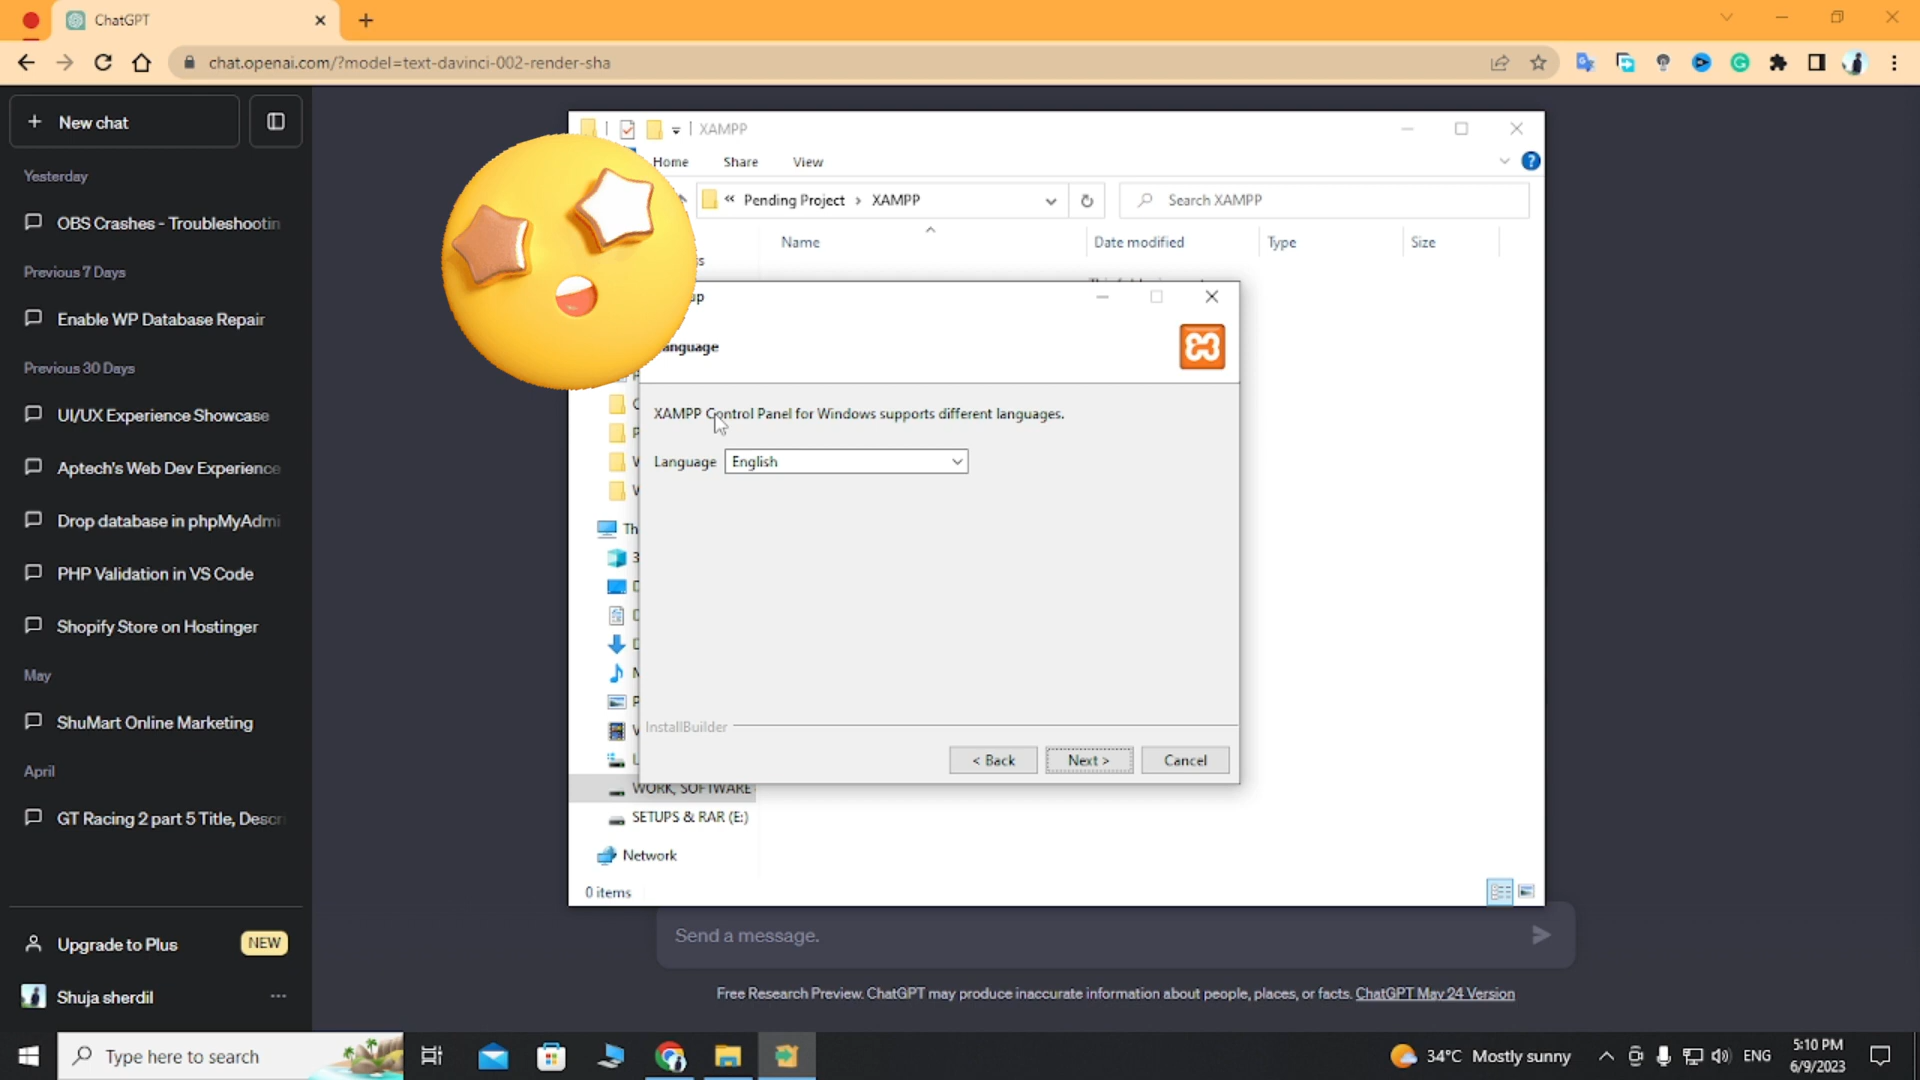 ChatGPT
chat.openai.com/?model=text-davinci-002-render-sha
New chat
Yesterday
OBS Crashes - Troubleshootin
Previous 7 Days
Enable WP Database Repair
Previous 30 Days
UI/UX Experience Showcase
Aptech's Web Dev Experience
Drop database in phpMyAdmi
PHP Validation in VS Code
Shopify Store on Hostinger
May
ShuMart Online Marketing
April
GT Racing 2 part 5 Title, Descri
Upgrade to Plus NEW
Shuja sherdil
XAMPP
Home Share View
« Pending Project > XAMPP
Search XAMPP
Name Date modified Type Size
anguage
XAMPP Control Panel for Windows supports different languages.
Language English
InstallBuilder
< Back Next > Cancel
WORK, SOFTWARE
SETUPS & RAR (E:)
Network
0 items
Send a message.
Free Research Preview. ChatGPT may produce inaccurate information about people, places, or facts. ChatGPT May 24 Version
Type here to search
34°C Mostly sunny
ENG
5:10 PM
6/9/2023